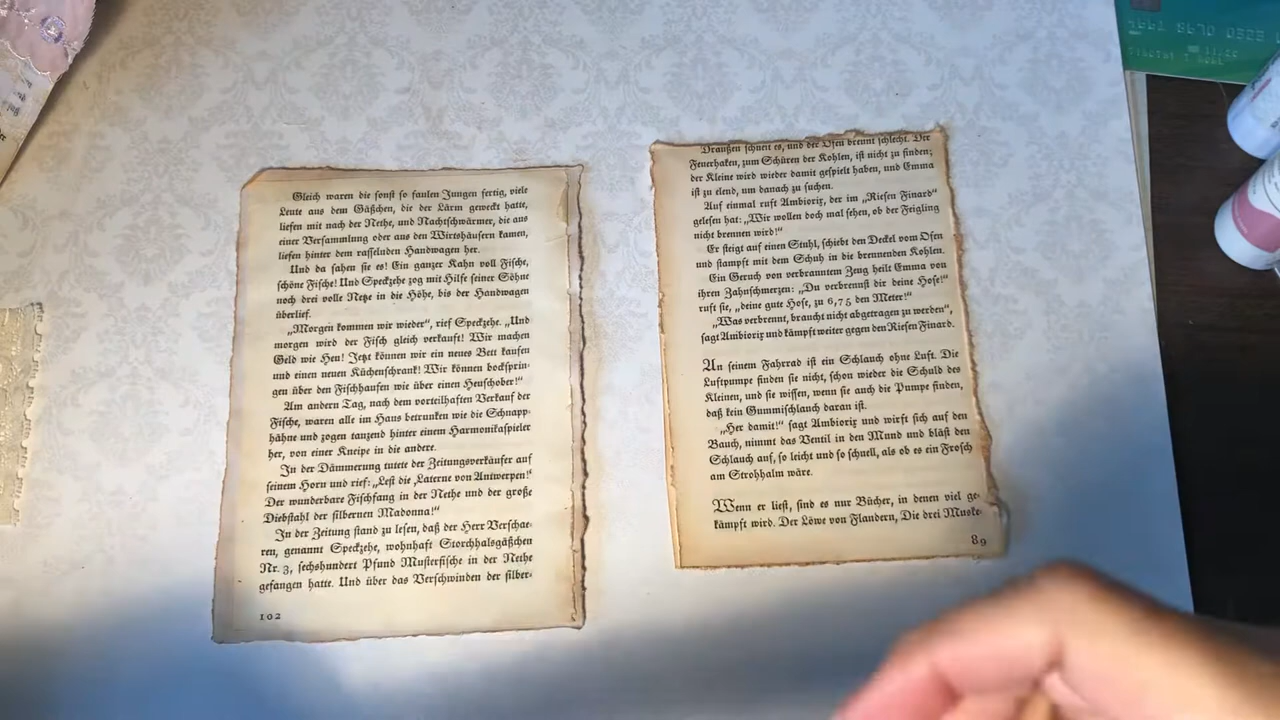 Gleich waren die sonst so faulen Jungen fertig, viele
Leute aus dem Gäßchen, die der Lärm geweckt hatte,
liefen mit nach der Nethe, und Nachtschwärmer, die aus
einer Versammlung oder aus den Wirtshäusern kamen,
liefen hinter dem rasselnden Handwagen her.
Und da sahen sie es! Ein ganzer Kahn voll Fische,
schöne Fische! Und Speckzehe zog mit Hilfe seiner Söhne
noch drei volle Netze in die Höhe, bis der Handwagen
überlief.
„Morgen kommen wir wieder“, rief Speckzehe. „Und
morgen wird der Fisch gleich verkauft! Wir machen
Geld wie Heu! Jetzt können wir ein neues Bett kaufen
und einen neuen Küchenschrank! Wir können bocksprin-
gen über den Fischhaufen wie über einen Heuschober!“
Am andern Tag, nach dem vorteilhaften Verkauf der
Fische, waren alle im Haus betrunken wie die Schnapp-
hähne und zogen tanzend hinter einem Harmonikaspieler
her, von einer Kneipe in die andere.
In der Dämmerung tutete der Zeitungsverkäufer auf
seinem Horn und rief: „Lest die ‚Laterne von Antwerpen!‘
Der wunderbare Fischfang in der Nethe und der große
Diebstahl der silbernen Madonna!“
In der Zeitung stand zu lesen, daß der Herr Verschae-
ren, genannt Speckzehe, wohnhaft Storchhalsgäßchen
Nr. 3, sechshundert Pfund Musterfische in der Nethe
gefangen hatte. Und über das Verschwinden der silber-
102
Draußen schneit es, und der Ofen brennt schlecht. Der
Feuerhaken, zum Schüren der Kohlen, ist nicht zu finden;
der Kleine wird wieder damit gespielt haben, und Emma
ist zu elend, um danach zu suchen.
Auf einmal ruft Ambiorix, der im „Riesen Finard“
gelesen hat: „Wir wollen doch mal sehen, ob der Feigling
nicht brennen wird!“
Er steigt auf einen Stuhl, schiebt den Deckel vom Ofen
und stampft mit dem Schuh in die brennenden Kohlen.
Ein Geruch von verbranntem Zeug heilt Emma von
ihren Zahnschmerzen: „Du verbrennst dir deine Hose!“
ruft sie, „deine gute Hose, zu 6,75 den Meter!“
„Was verbrennt, braucht nicht abgetragen zu werden“,
sagt Ambiorix und kämpft weiter gegen den Riesen Finard.
An seinem Fahrrad ist ein Schlauch ohne Luft. Die
Luftpumpe finden sie nicht, schon wieder die Schuld des
Kleinen, und sie wissen, wenn sie auch die Pumpe finden,
daß kein Gummischlauch daran ist.
„Her damit!“ sagt Ambiorix und wirft sich auf den
Bauch, nimmt das Ventil in den Mund und bläst den
Schlauch auf, so leicht und so schnell, als ob es ein Frosch
am Strohhalm wäre.
Wenn er liest, sind es nur Bücher, in denen viel ge-
kämpft wird. Der Löwe von Flandern, Die drei Muske-
89